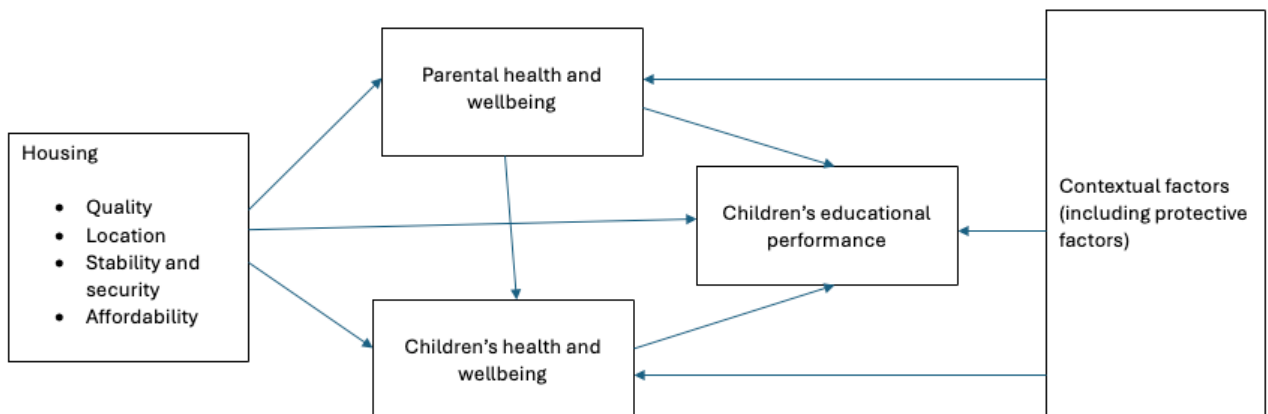 Parental health and
wellbeing
Housing
• Quality
• Location
• Stability and
security
• Affordability
Children’s educational
performance
Contextual factors
(including protective
factors)
Children’s health and
wellbeing